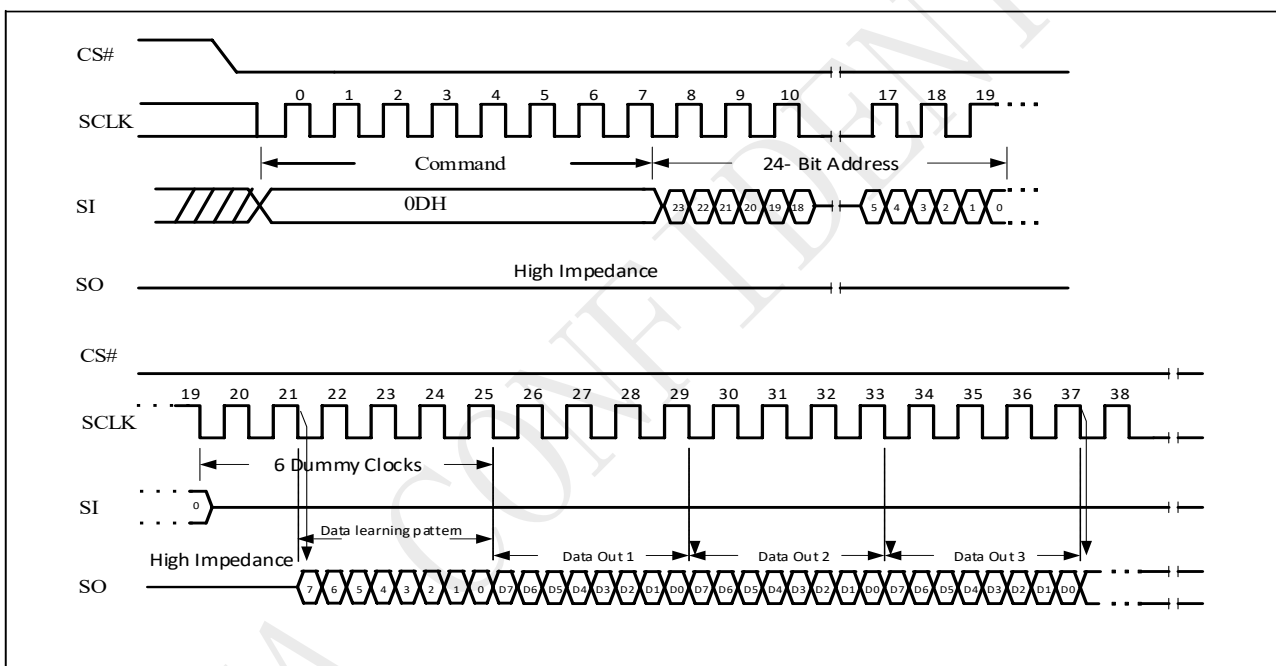 CS#
0 1 2 3 4 5 6 7 8 9 10 17 18 19
SCLK
Command 24- Bit Address
SI 0DH 23 22 21 20 19 18 5 4 3 2 1 0
High Impedance
SO
CS#
19 20 21 22 23 24 25 26 27 28 29 30 31 32 33 34 35 36 37 38
SCLK
6 Dummy Clocks
SI 0
Data learning pattern
High Impedance Data Out 1 Data Out 2 Data Out 3
SO 7 6 5 4 3 2 1 0 D7 D6 D5 D4 D3 D2 D1 D0 D7 D6 D5 D4 D3 D2 D1 D0 D7 D6 D5 D4 D3 D2 D1 D0
CONFIDENT